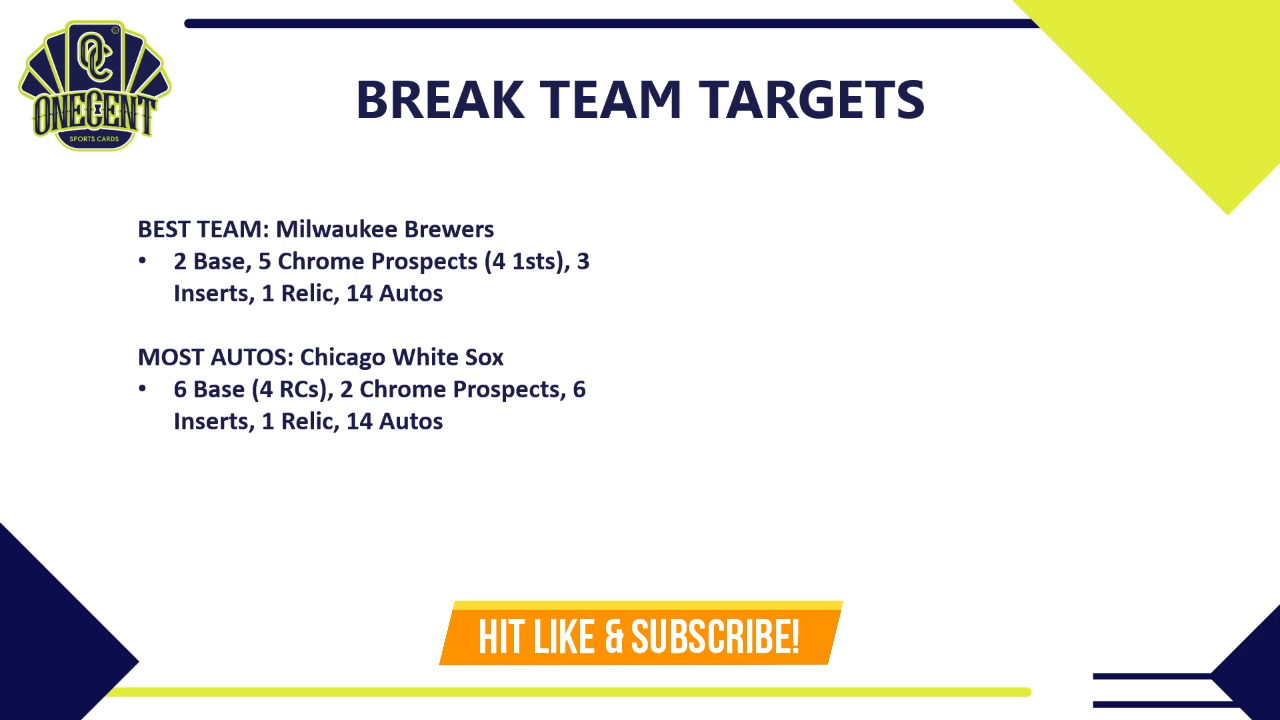 OC
ONECENT
SPORTS CARDS
BREAK TEAM TARGETS
BEST TEAM: Milwaukee Brewers
• 2 Base, 5 Chrome Prospects (4 1sts), 3
Inserts, 1 Relic, 14 Autos
MOST AUTOS: Chicago White Sox
• 6 Base (4 RCs), 2 Chrome Prospects, 6
Inserts, 1 Relic, 14 Autos
HIT LIKE & SUBSCRIBE!